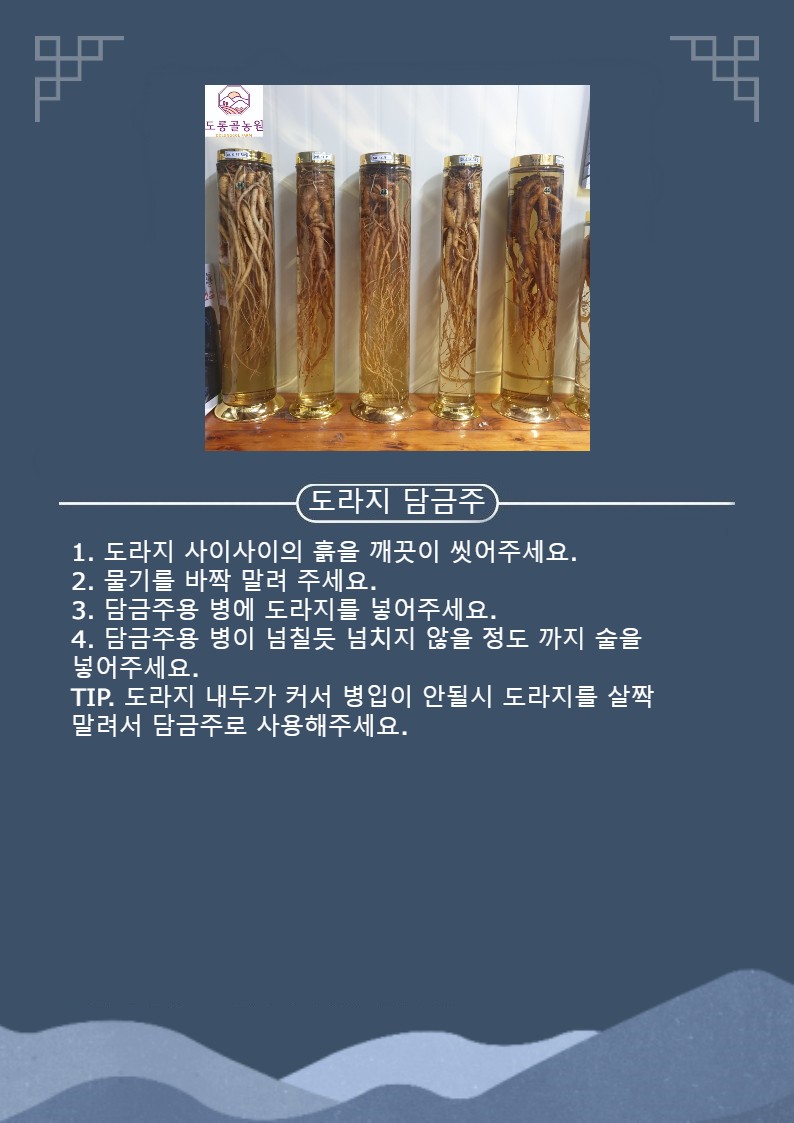 도롱골농원
도라지 담금주
1. 도라지 사이사이의 흙을 깨끗이 씻어주세요.
2. 물기를 바짝 말려 주세요.
3. 담금주용 병에 도라지를 넣어주세요.
4. 담금주용 병이 넘칠듯 넘치지 않을 정도 까지 술을
넣어주세요.
TIP. 도라지 내두가 커서 병입이 안될시 도라지를 살짝
말려서 담금주로 사용해주세요.